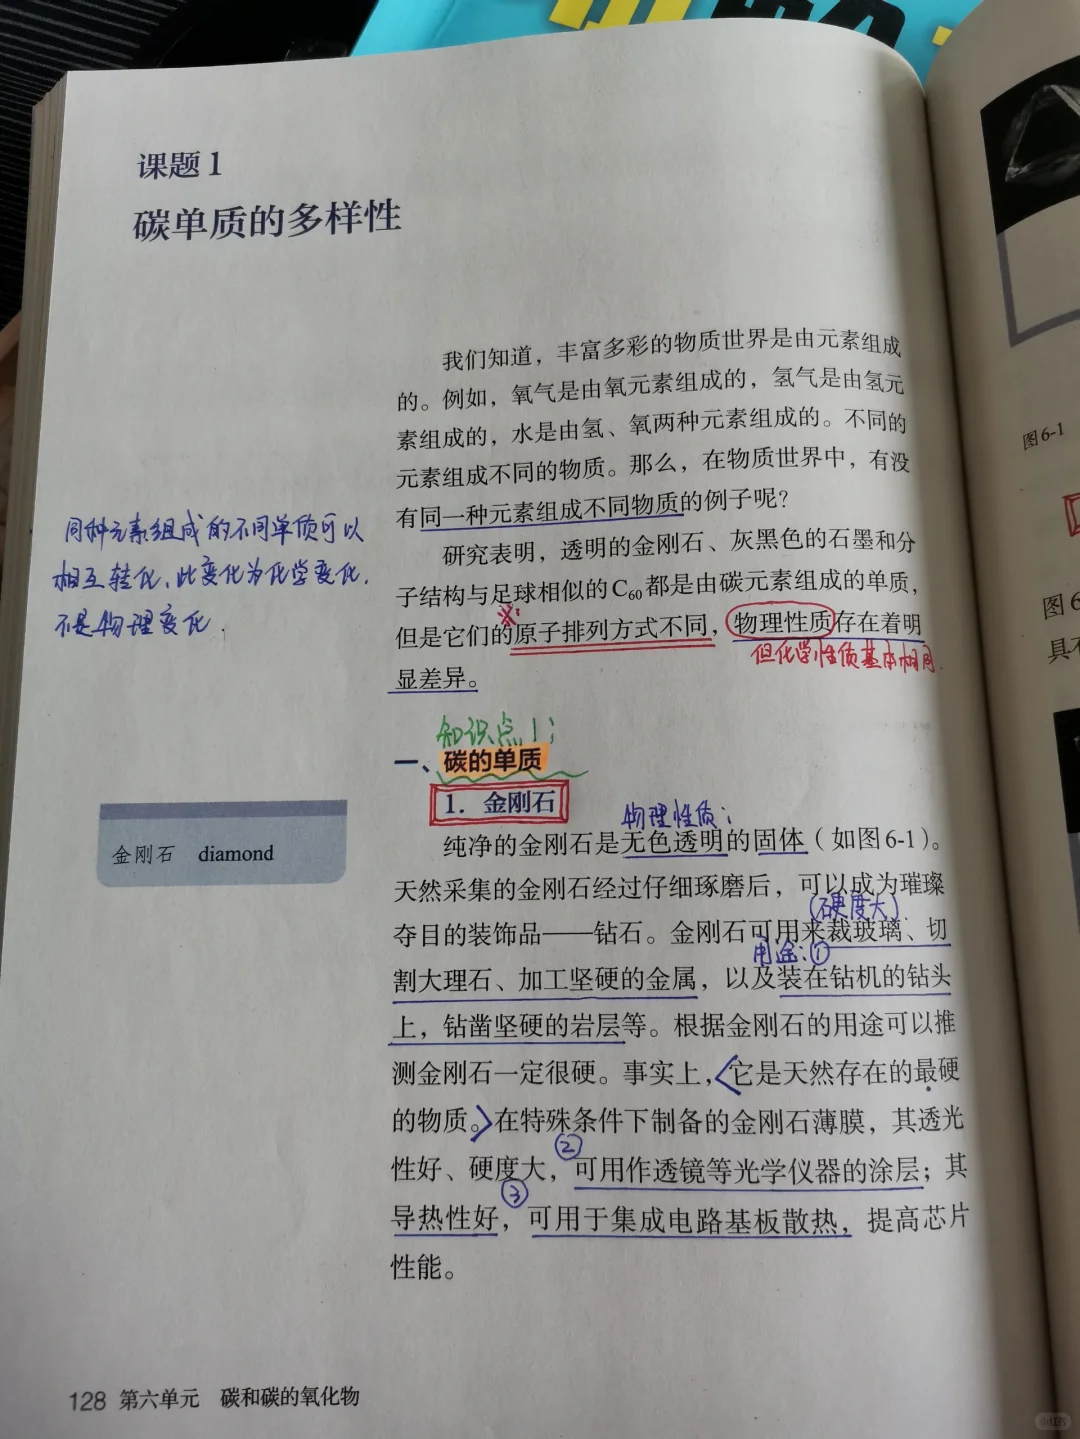 课题1
碳单质的多样性
我们知道，丰富多彩的物质世界是由元素组成
的。例如，氧气是由氧元素组成的，氢气是由氢元
素组成的，水是由氢、氧两种元素组成的。不同的
元素组成不同的物质。那么，在物质世界中，有没
有同一种元素组成不同物质的例子呢？
同种元素组成的不同单质可以
相互转化、此变化为化学变化，
不是物理变化。
研究表明，透明的金刚石、灰黑色的石墨和分
子结构与足球相似的C₆₀都是由碳元素组成的单质，
※
但是它们的原子排列方式不同，物理性质存在着明
但化学性质基本相同.
显差异。
知识点1：
一、碳的单质
1. 金刚石
物理性质：
金刚石 diamond
纯净的金刚石是无色透明的固体（如图6-1）。
天然采集的金刚石经过仔细琢磨后，可以成为璀璨
（硬度大）
夺目的装饰品——钻石。金刚石可用来裁玻璃、切
用途：①
割大理石、加工坚硬的金属，以及装在钻机的钻头
上，钻凿坚硬的岩层等。根据金刚石的用途可以推
测金刚石一定很硬。事实上，<它是天然存在的最硬
的物质。>在特殊条件下制备的金刚石薄膜，其透光
②
性好、硬度大，可用作透镜等光学仪器的涂层；其
③
导热性好，可用于集成电路基板散热，提高芯片
性能。
128 第六单元 碳和碳的氧化物
图6-1
图6
具不
小红书